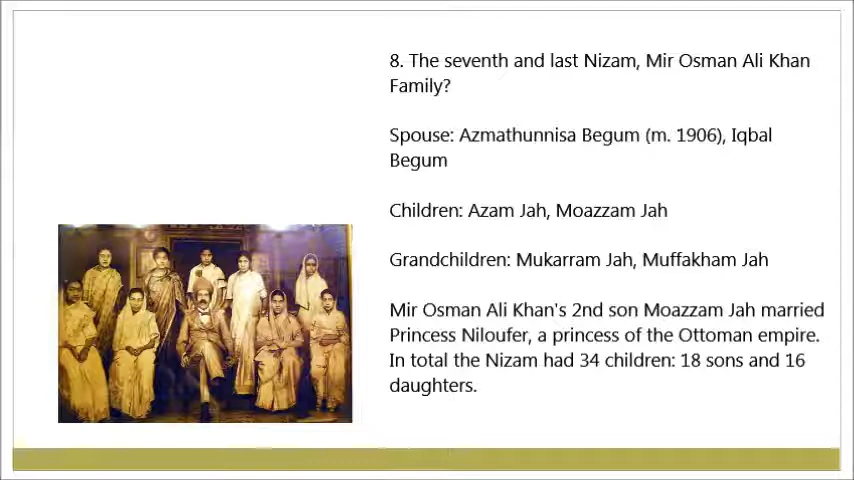 8. The seventh and last Nizam, Mir Osman Ali Khan
Family?
Spouse: Azmathunnisa Begum (m. 1906), Iqbal
Begum
Children: Azam Jah, Moazzam Jah
Grandchildren: Mukarram Jah, Muffakham Jah
Mir Osman Ali Khan's 2nd son Moazzam Jah married
Princess Niloufer, a princess of the Ottoman empire.
In total the Nizam had 34 children: 18 sons and 16
daughters.